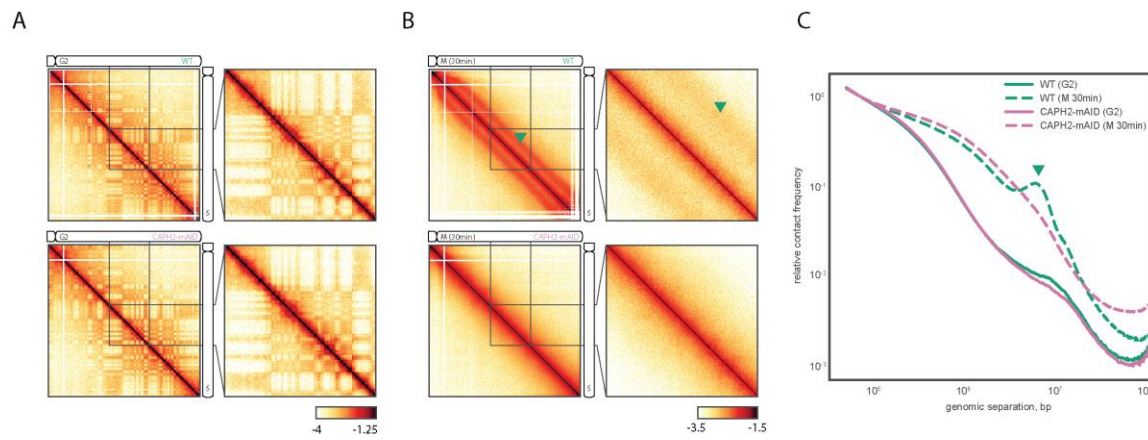 A
B
C
G2 WT
5
G2 CAPH2-mAID
5
-4 -1.25
M (30min) WT
5
M (30min) CAPH2-mAID
5
-3.5 -1.5
WT (G2)
WT (M 30min)
CAPH2-mAID (G2)
CAPH2-mAID (M 30min)
relative contact frequency
10⁰
10⁻¹
10⁻²
10⁻³
10⁵ 10⁶ 10⁷
genomic separation, bp